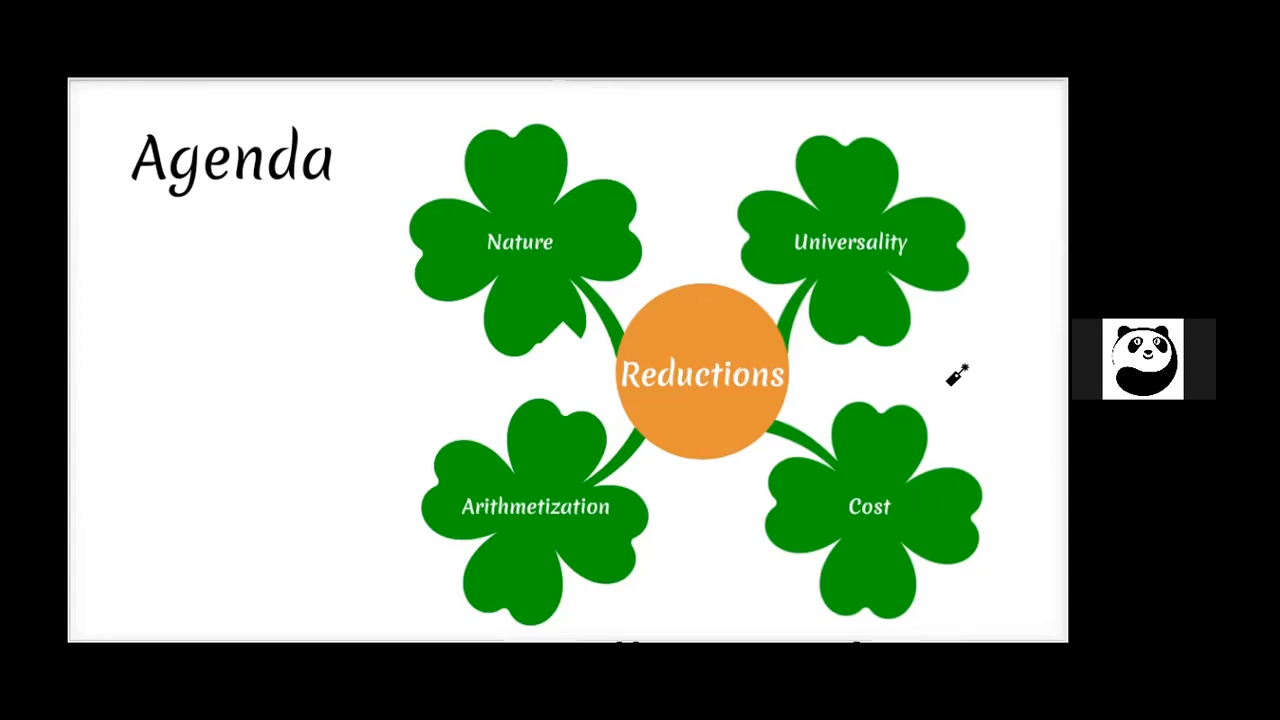 Agenda
Nature
Universality
Reductions
Arithmetization
Cost